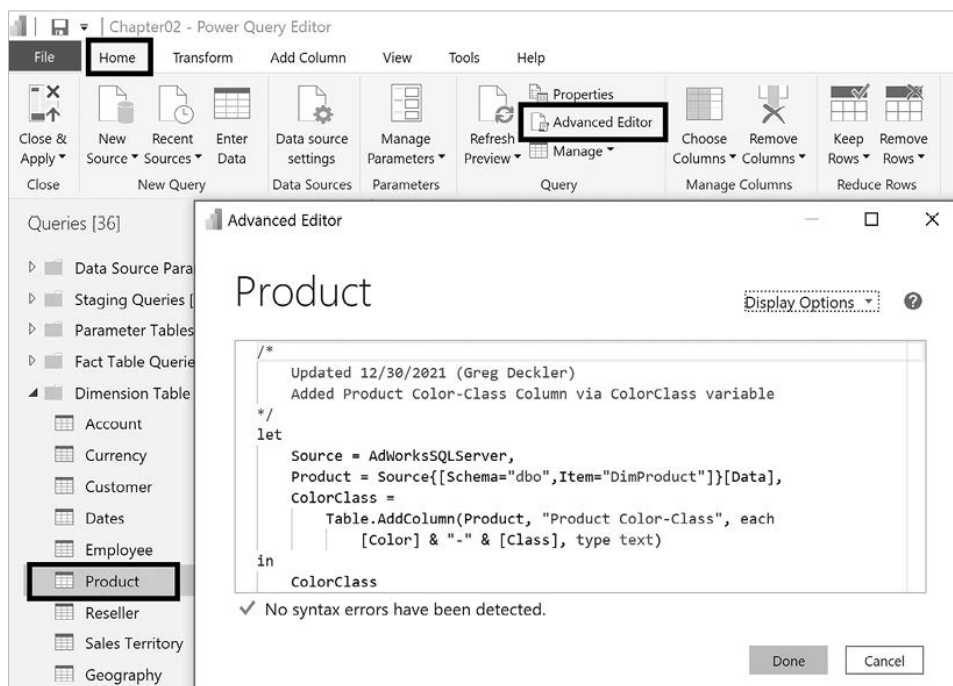 Chapter02 - Power Query Editor
File Home Transform Add Column View Tools Help
Close & Apply
New Source
Recent Sources
Enter Data
Data source settings
Manage Parameters
Refresh Preview
Properties
Advanced Editor
Manage
Choose Columns
Remove Columns
Keep Rows
Remove Rows
Close New Query Data Sources Parameters Query Manage Columns Reduce Rows
Queries [36]
Data Source Para
Staging Queries [
Parameter Tables
Fact Table Querie
Dimension Table
Account
Currency
Customer
Dates
Employee
Product
Reseller
Sales Territory
Geography
Advanced Editor
Product
Display Options
/*
Updated 12/30/2021 (Greg Deckler)
Added Product Color-Class Column via ColorClass variable
*/
let
Source = AdWorksSQLServer,
Product = Source{[Schema="dbo",Item="DimProduct"]}[Data],
ColorClass =
Table.AddColumn(Product, "Product Color-Class", each
[Color] & "-" & [Class], type text)
in
ColorClass
No syntax errors have been detected.
Done Cancel